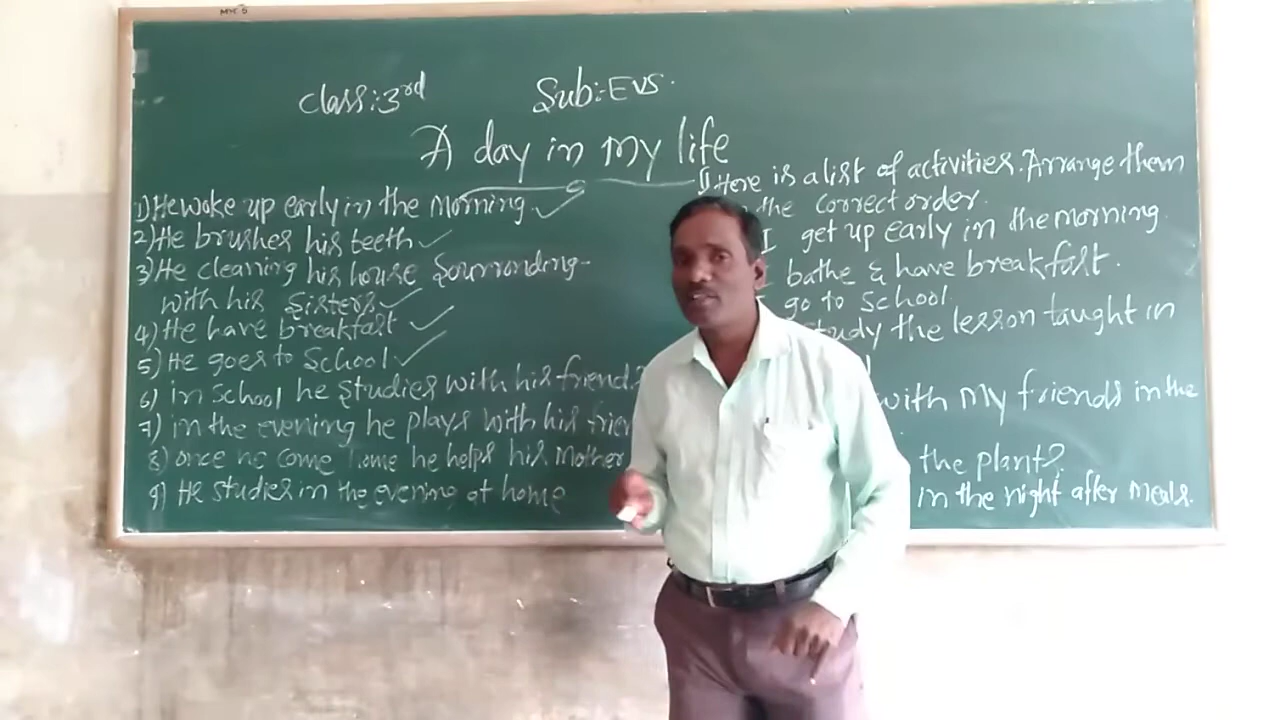 Class:- 3rd
Sub:- EVS.
A day in my life
1) He woke up early in the Morning.
2) He brushes his teeth
3) He cleaning his house Sourronding-
with his Sisters
4) He have breakfast
5) He goes to School
6) in School he Studies with his friend
7) in the evening he plays with his
8) once he come home he helps his Mother
9) He studies in the evening at home
Here is a list of activities. Arrange them
the correct order.
I get up early in the morning
bathe & have breakfast.
go to School.
study the lesson taught in
with My friends in the
the plants
in the night after Meals.